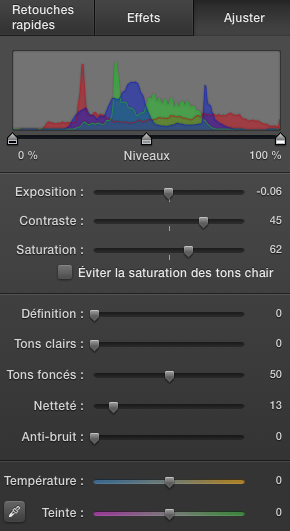 Retouches rapides Effets Ajuster
0 % Niveaux 100 %
Exposition : -0.06
Contraste : 45
Saturation : 62
Éviter la saturation des tons chair
Définition : 0
Tons clairs : 0
Tons foncés : 50
Netteté : 13
Anti-bruit : 0
Température : 0
Teinte : 0